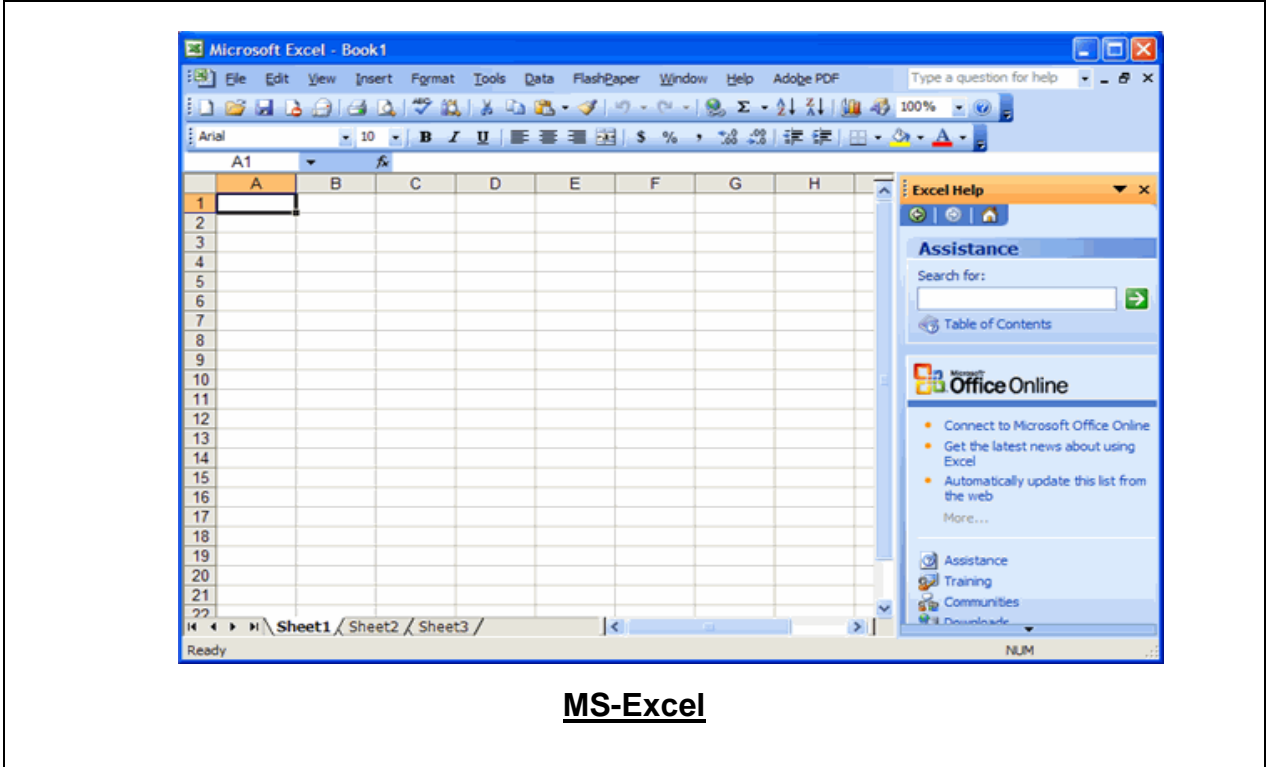 Microsoft Excel - Book1
File Edit View Insert Format Tools Data FlashPaper Window Help Adobe PDF Type a question for help
Σ 100%
Arial 10 B I U $ % , A
A1 fx
A B C D E F G H
1
2
3
4
5
6
7
8
9
10
11
12
13
14
15
16
17
18
19
20
21
22
Sheet1 Sheet2 Sheet3
Ready NUM
Excel Help
Assistance
Search for:
Table of Contents
Microsoft
Office Online
Connect to Microsoft Office Online
Get the latest news about using
Excel
Automatically update this list from
the web
More...
Assistance
Training
Communities
Downloads
MS-Excel